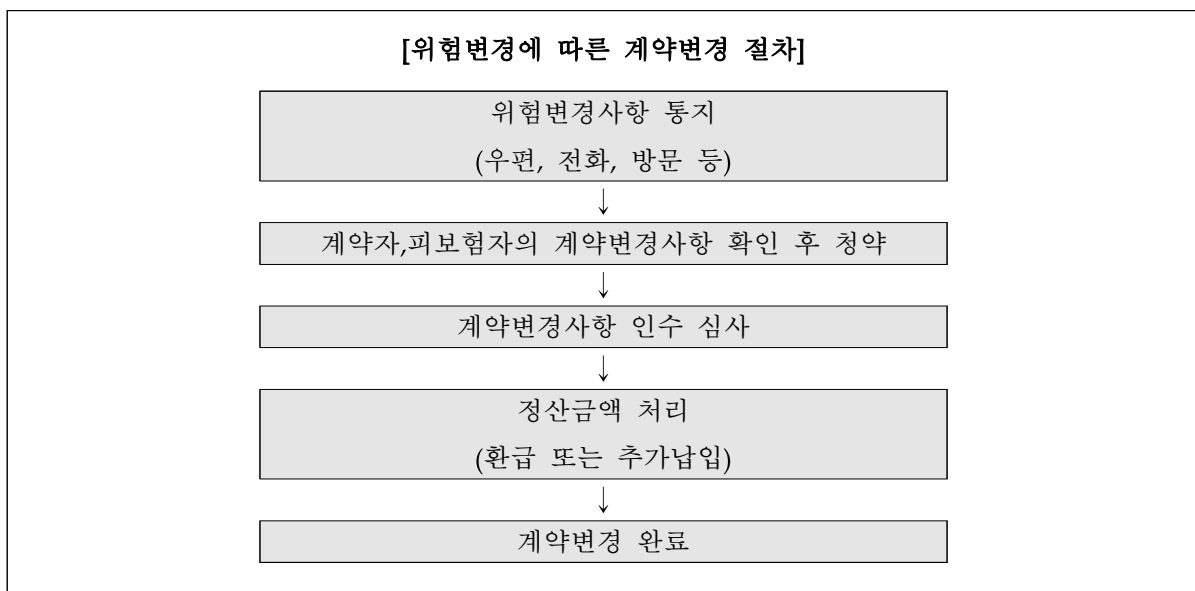 [위험변경에 따른 계약변경 절차]
위험변경사항 통지
(우편, 전화, 방문 등)
↓
계약자,피보험자의 계약변경사항 확인 후 청약
↓
계약변경사항 인수 심사
↓
정산금액 처리
(환급 또는 추가납입)
↓
계약변경 완료